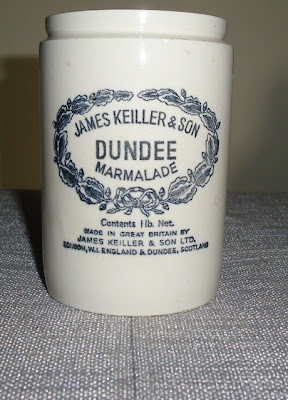 JAMES KEILLER & SON
DUNDEE
MARMALADE
Contents 1 lb. Net.
MADE IN GREAT BRITAIN BY
JAMES KEILLER & SON LTD,
LONDON, W.I. ENGLAND & DUNDEE, SCOTLAND